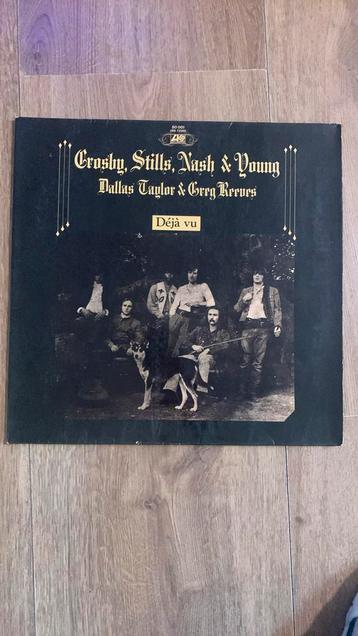 Crosby, Stills, Nash & Young
Dallas Taylor & Greg Reeves
Déjà vu